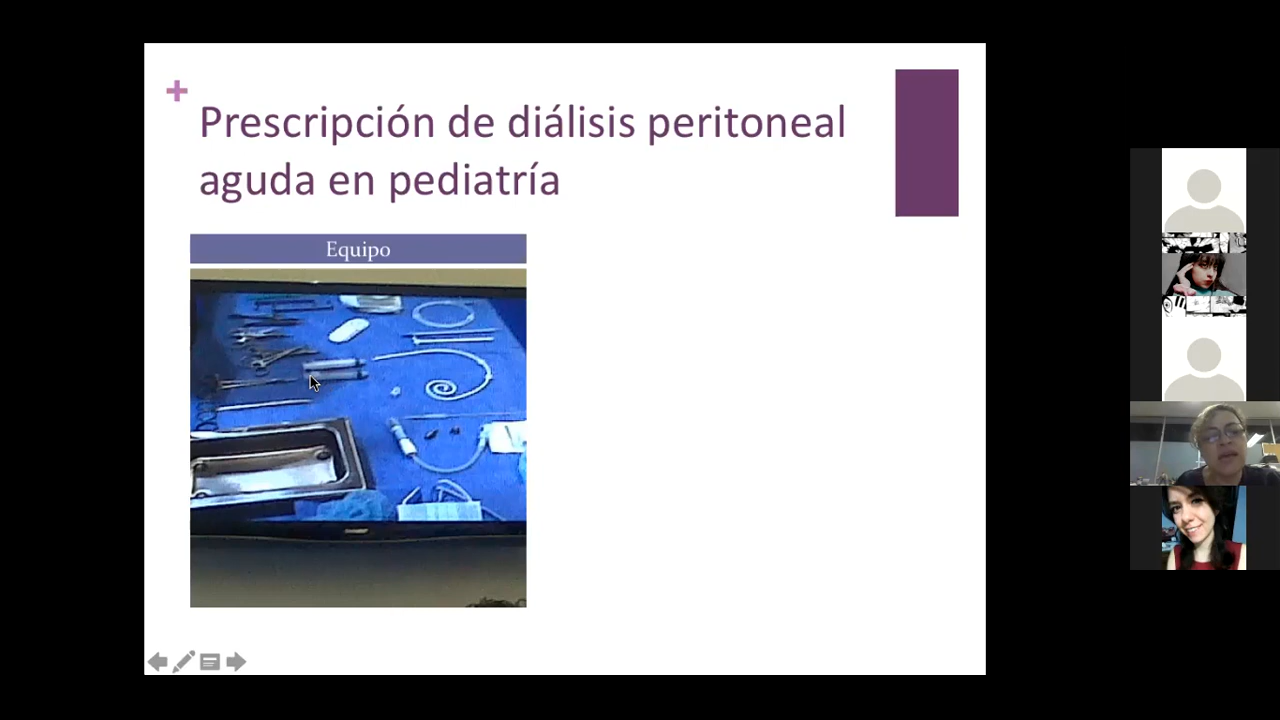 Prescripción de diálisis peritoneal
aguda en pediatría
Equipo